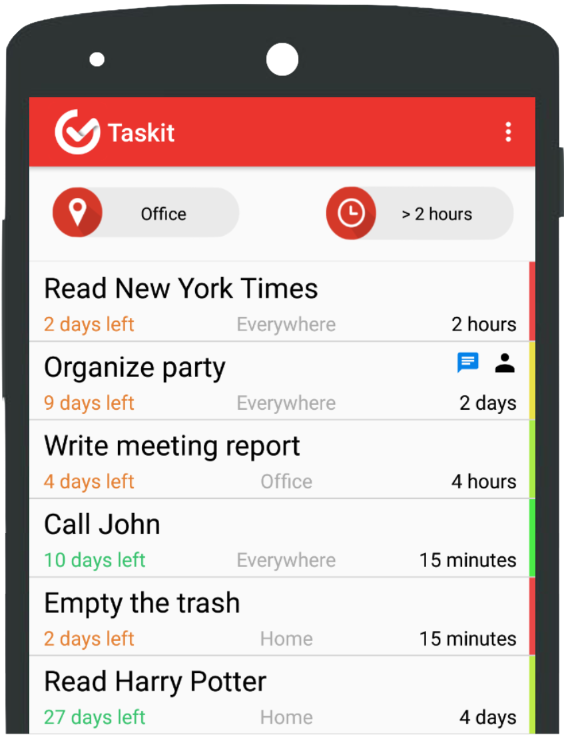 Taskit
Office
> 2 hours
Read New York Times
2 days left Everywhere 2 hours
Organize party
9 days left Everywhere 2 days
Write meeting report
4 days left Office 4 hours
Call John
10 days left Everywhere 15 minutes
Empty the trash
2 days left Home 15 minutes
Read Harry Potter
27 days left Home 4 days